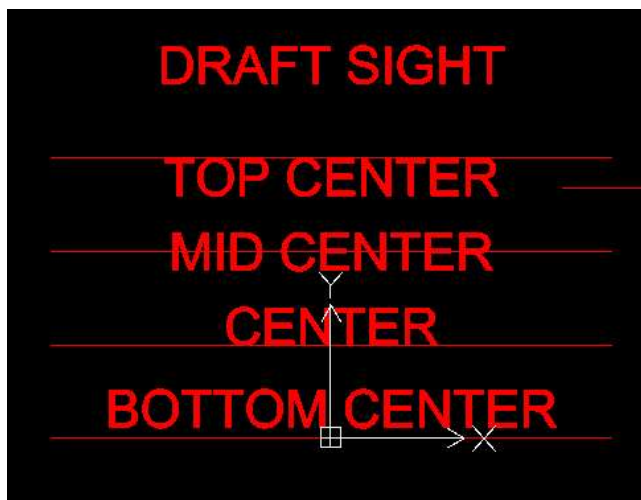 DRAFT SIGHT
TOP CENTER
MID CENTER
Y
CENTER
BOTTOM CENTER
X